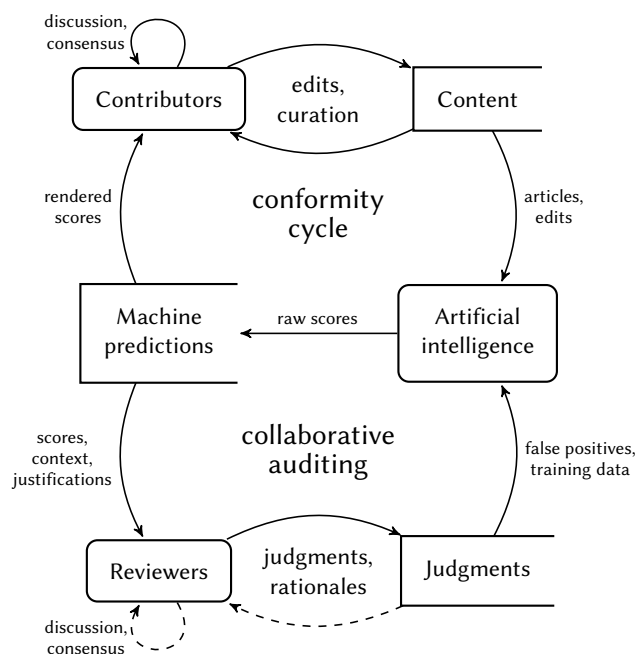 discussion,
consensus
Contributors
edits,
curation
Content
rendered
scores
conformity
cycle
articles,
edits
Machine
predictions
raw scores
Artificial
intelligence
scores,
context,
justifications
collaborative
auditing
false positives,
training data
Reviewers
judgments,
rationales
Judgments
discussion,
consensus